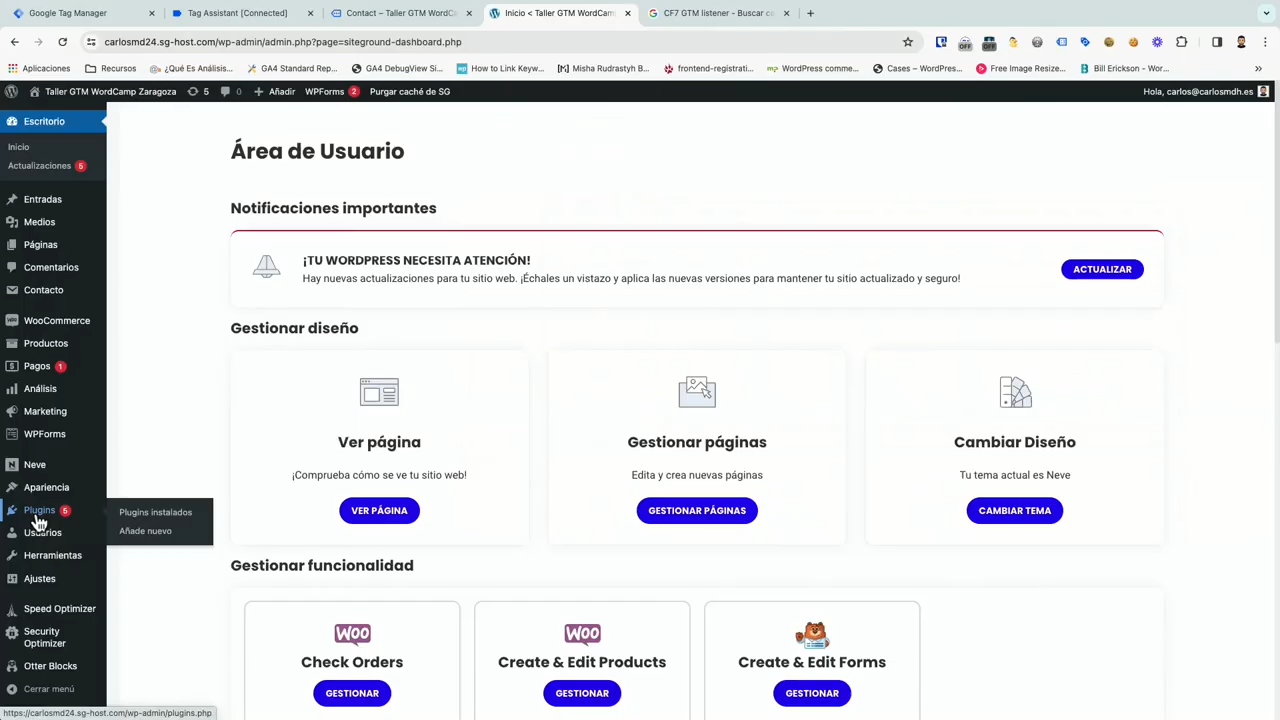 Google Tag Manager
Tag Assistant [Connected]
Contact – Taller GTM WordCa
Inicio < Taller GTM WordCam
CF7 GTM listener - Buscar co
carlosmd24.sg-host.com/wp-admin/admin.php?page=siteground-dashboard.php
Aplicaciones
Recursos
¿Qué Es Análisis...
GA4 Standard Rep...
GA4 DebugView Si...
How to Link Keyw...
Misha Rudrastyh B...
frontend-registrati...
WordPress comme...
Cases – WordPres...
Free Image Resize...
Bill Erickson - Wor...
Taller GTM WordCamp Zaragoza
5
0
Añadir
WPForms 2
Purgar caché de SG
Hola, carlos@carlosmdh.es
Escritorio
Inicio
Actualizaciones 5
Entradas
Medios
Páginas
Comentarios
Contacto
WooCommerce
Productos
Pagos 1
Análisis
Marketing
WPForms
Neve
Apariencia
Plugins 5
Plugins instalados
Añade nuevo
Usuarios
Herramientas
Ajustes
Speed Optimizer
Security
Optimizer
Otter Blocks
Cerrar menú
Área de Usuario
Notificaciones importantes
¡TU WORDPRESS NECESITA ATENCIÓN!
Hay nuevas actualizaciones para tu sitio web. ¡Échales un vistazo y aplica las nuevas versiones para mantener tu sitio actualizado y seguro!
ACTUALIZAR
Gestionar diseño
Ver página
¡Comprueba cómo se ve tu sitio web!
VER PÁGINA
Gestionar páginas
Edita y crea nuevas páginas
GESTIONAR PÁGINAS
Cambiar Diseño
Tu tema actual es Neve
CAMBIAR TEMA
Gestionar funcionalidad
WOO
Check Orders
GESTIONAR
WOO
Create & Edit Products
GESTIONAR
Create & Edit Forms
GESTIONAR
https://carlosmd24.sg-host.com/wp-admin/plugins.php